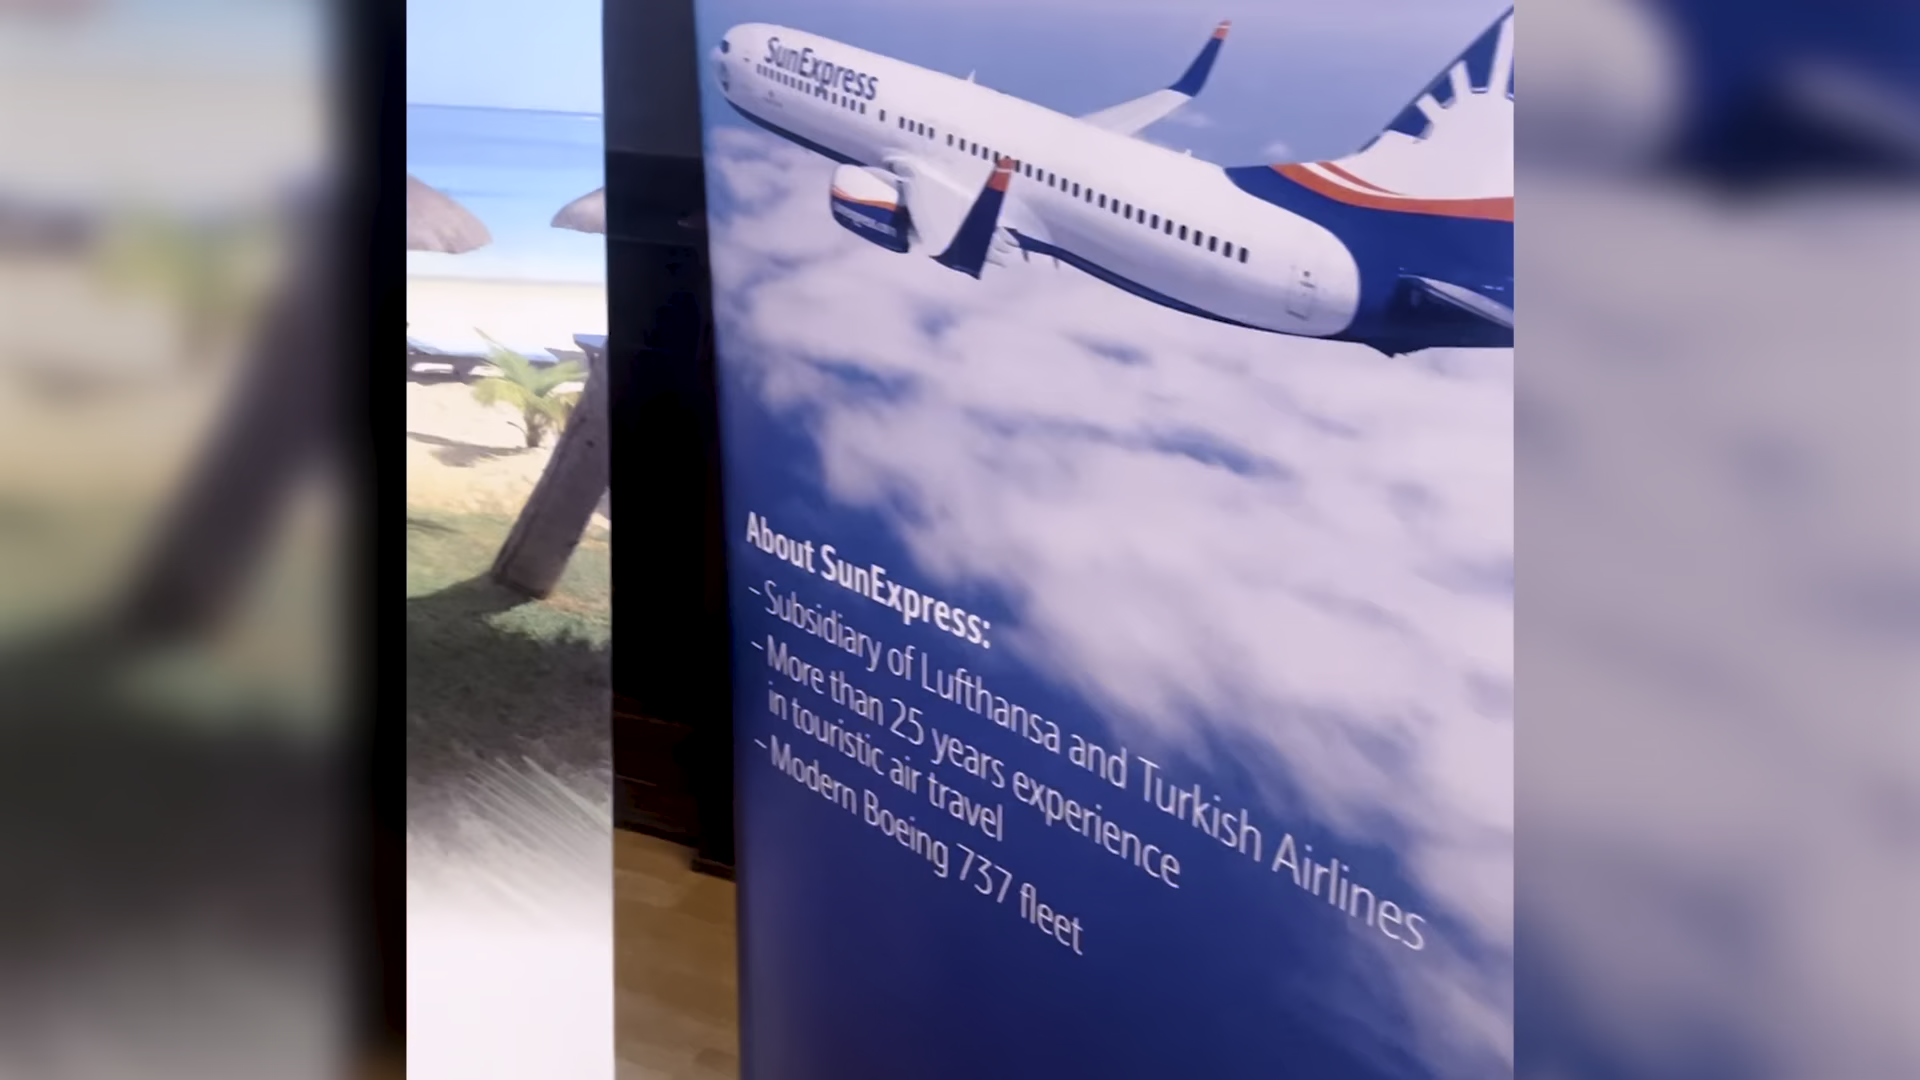 SunExpress
About SunExpress:
- Subsidiary of Lufthansa and Turkish Airlines
- More than 25 years experience
in touristic air travel
- Modern Boeing 737 fleet